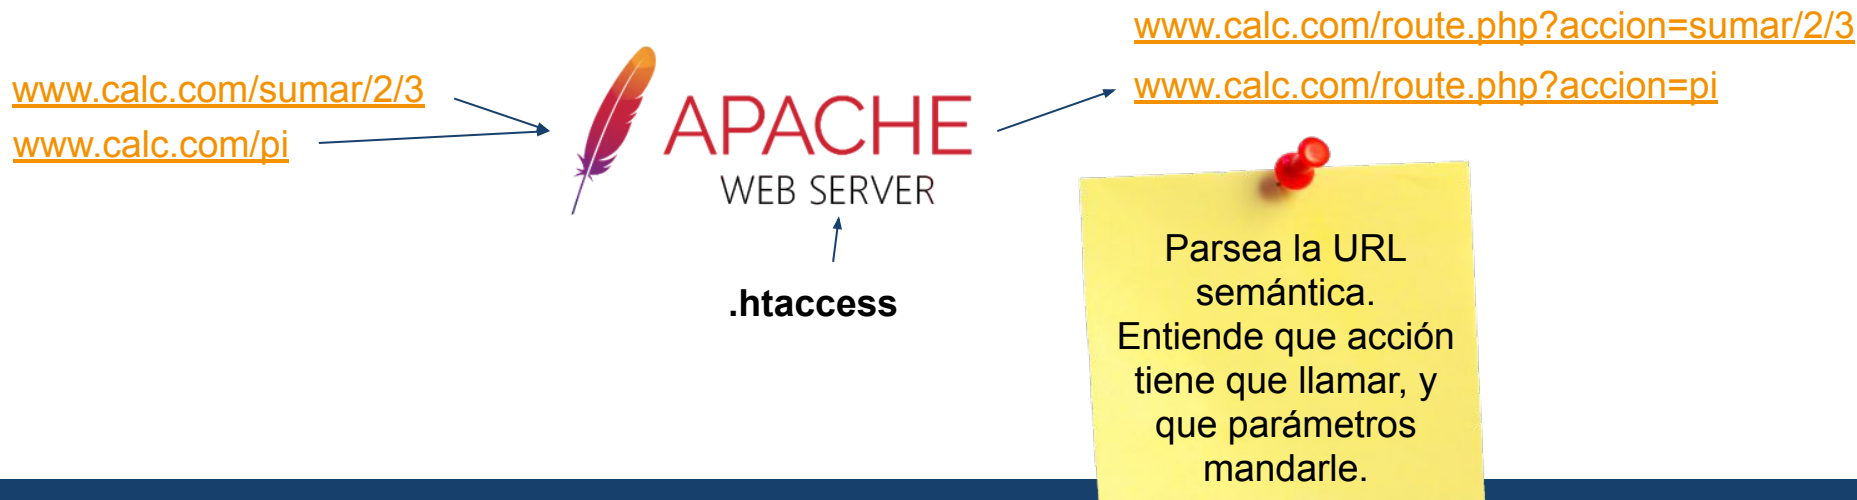 www.calc.com/sumar/2/3
www.calc.com/pi
APACHE
WEB SERVER
.htaccess
www.calc.com/route.php?accion=sumar/2/3
www.calc.com/route.php?accion=pi
Parsea la URL
semántica.
Entiende que acción
tiene que llamar, y
que parámetros
mandarle.